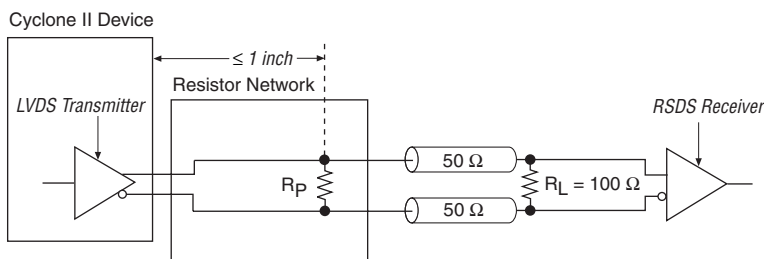 Cyclone II Device
≤ 1 inch
Resistor Network
LVDS Transmitter
RSDS Receiver
50 Ω
RP
RL = 100 Ω
50 Ω